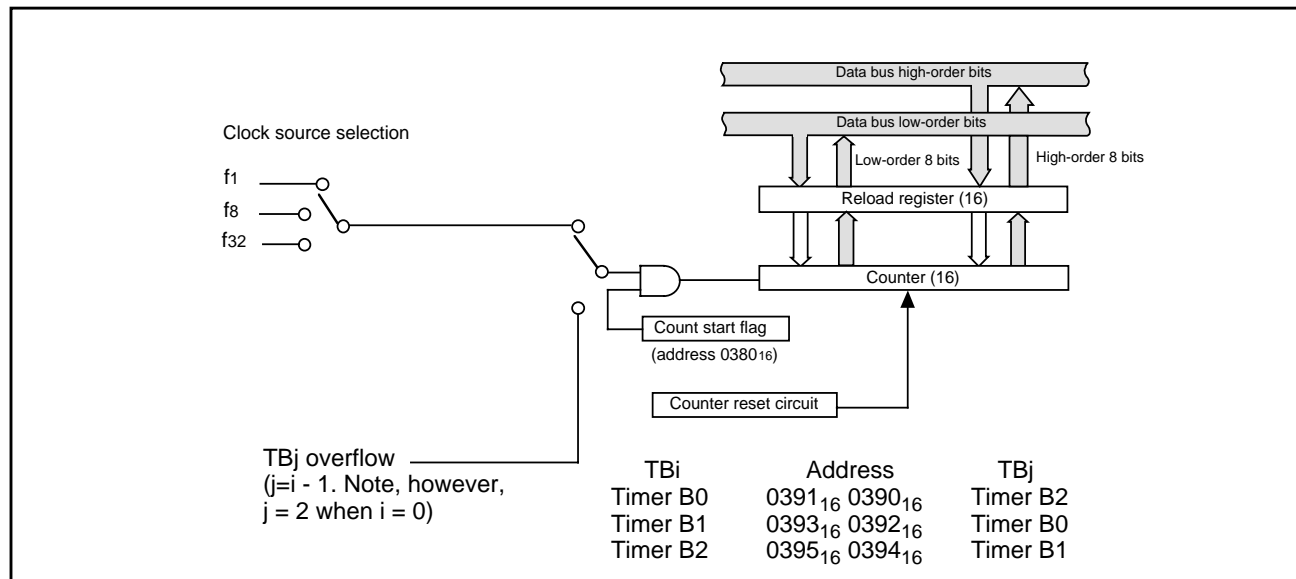 Data bus high-order bits
Data bus low-order bits
Clock source selection
Low-order 8 bits
High-order 8 bits
f1
f8
f32
Reload register (16)
Counter (16)
Count start flag
(address 038016)
Counter reset circuit
TBj overflow
(j=i - 1. Note, however,
j = 2 when i = 0)
TBi Address TBj
Timer B0 039116 039016 Timer B2
Timer B1 039316 039216 Timer B0
Timer B2 039516 039416 Timer B1